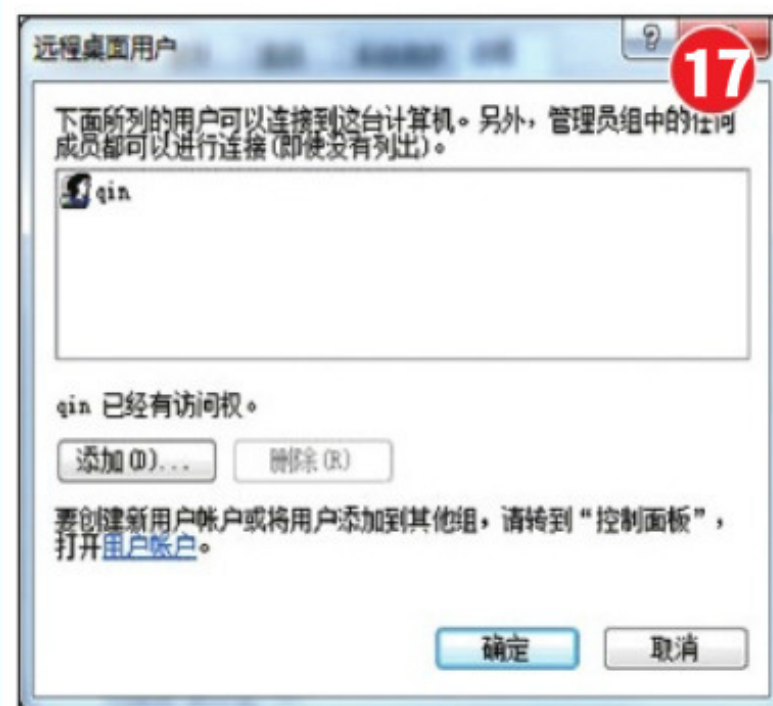 远程桌面用户
?
17
下面所列的用户可以连接到这台计算机。另外，管理员组中的任何
成员都可以进行连接(即使没有列出)。
qin
qin 已经有访问权。
添加(D)...
删除(R)
要创建新用户帐户或将用户添加到其他组，请转到“控制面板”，
打开用户帐户。
确定
取消